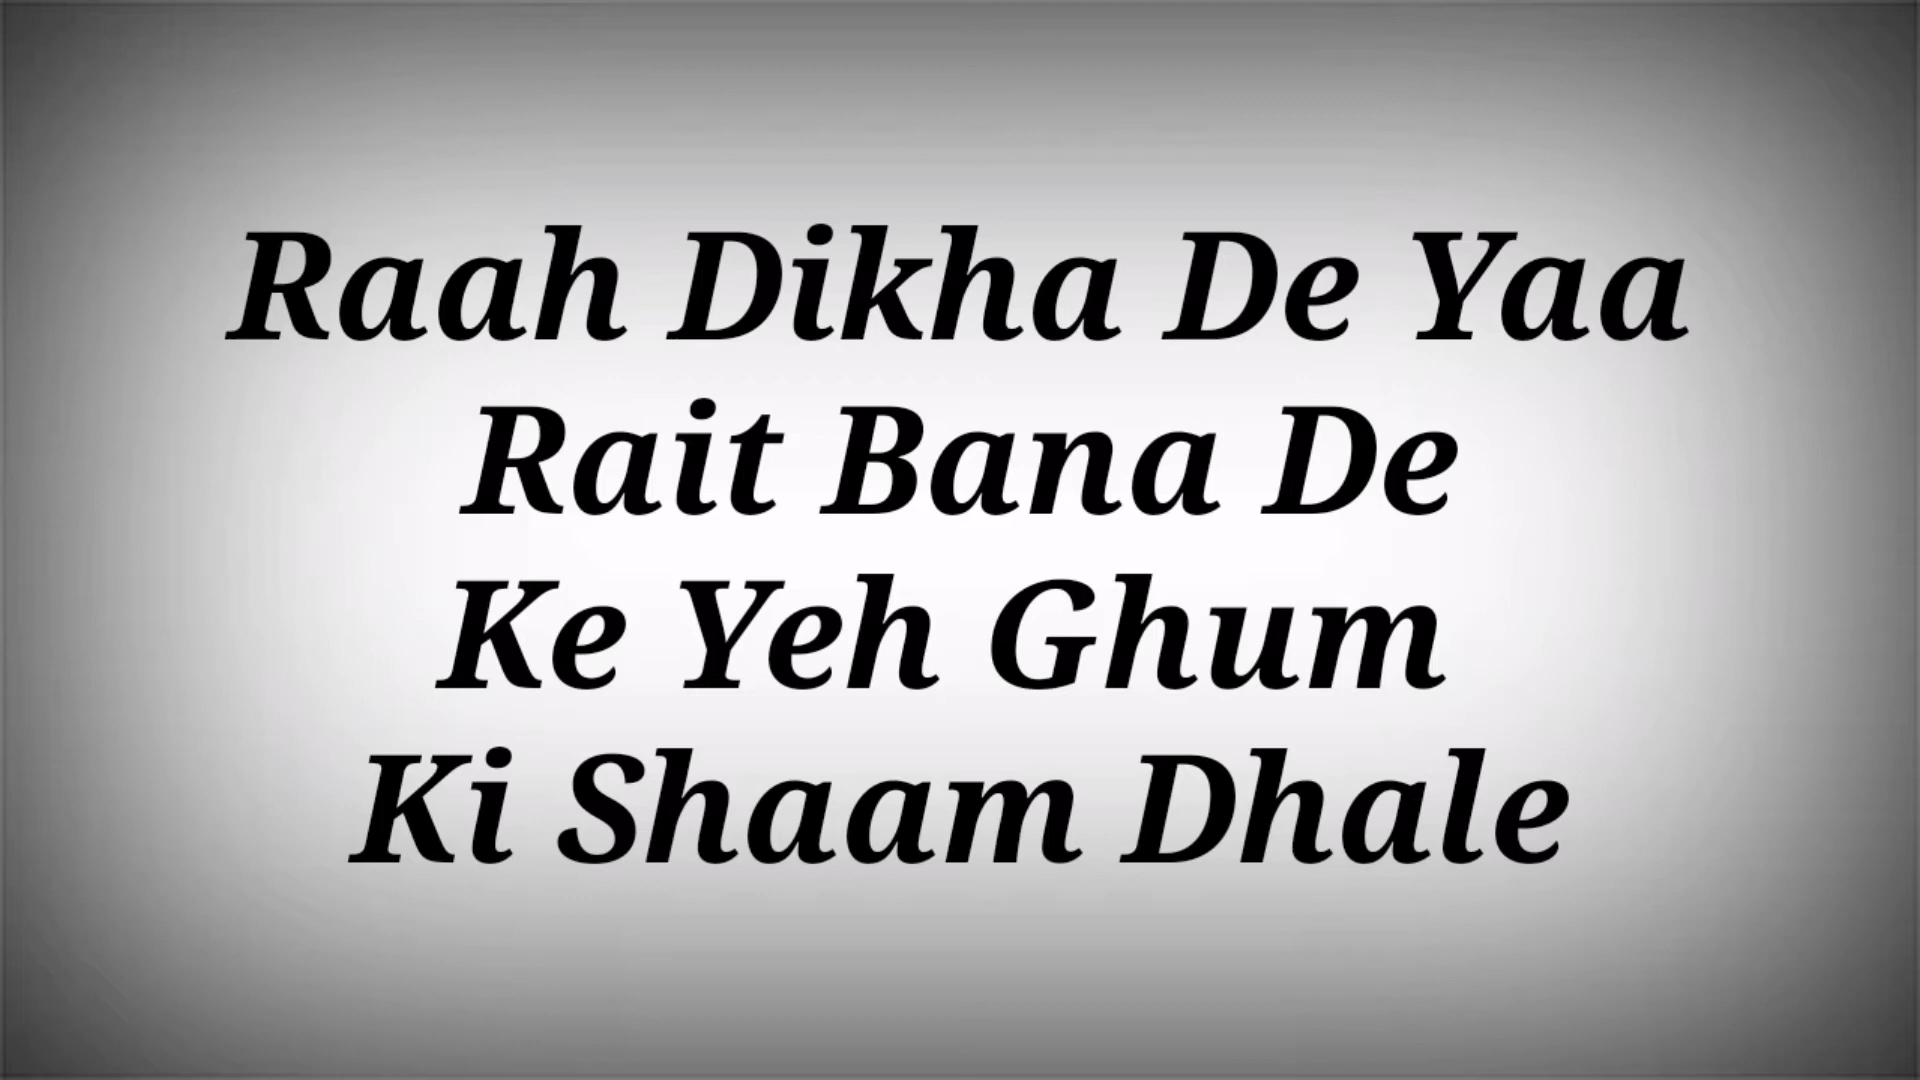 Raah Dikha De Yaa
Rait Bana De
Ke Yeh Ghum
Ki Shaam Dhale